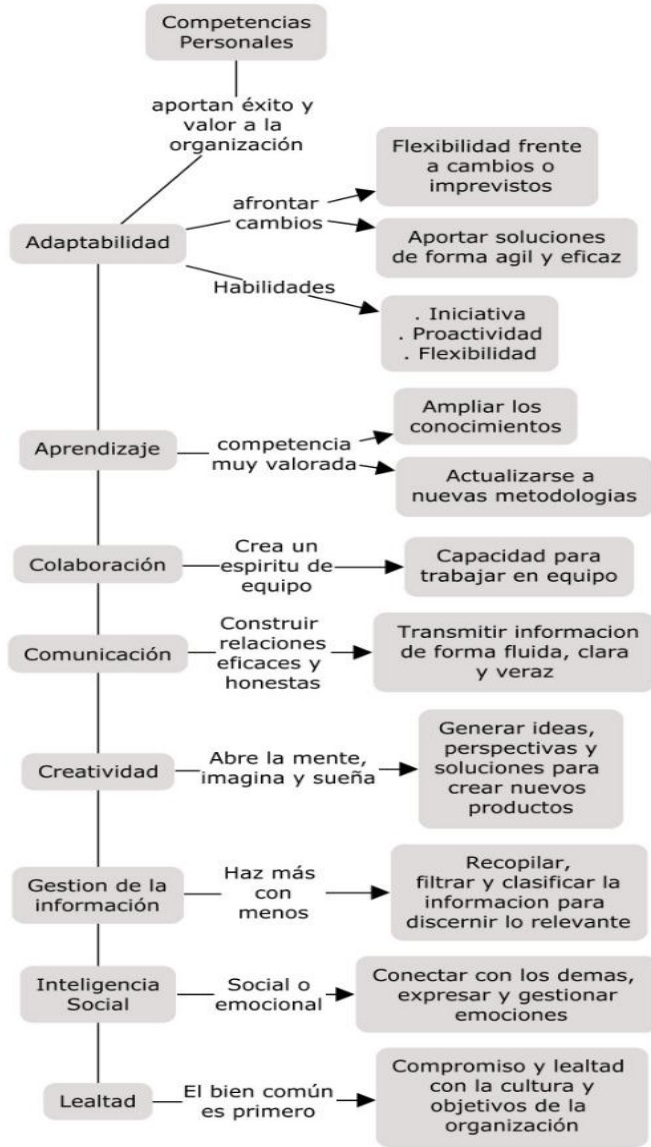 Competencias
Personales
aportan éxito y
valor a la
organización
Flexibilidad frente
a cambios o
imprevistos
afrontar
cambios
Adaptabilidad
Aportar soluciones
de forma agil y eficaz
Habilidades
. Iniciativa
. Proactividad
. Flexibilidad
Ampliar los
conocimientos
Aprendizaje
competencia
muy valorada
Actualizarse a
nuevas metodologias
Colaboración
Crea un
espiritu de
equipo
Capacidad para
trabajar en equipo
Comunicación
Construir
relaciones
eficaces y
honestas
Transmitir informacion
de forma fluida, clara
y veraz
Creatividad
Abre la mente,
imagina y sueña
Generar ideas,
perspectivas y
soluciones para
crear nuevos
productos
Gestion de la
información
Haz más
con
menos
Recopilar,
filtrar y clasificar la
informacion para
discernir lo relevante
Inteligencia
Social
Social o
emocional
Conectar con los demas,
expresar y gestionar
emociones
Lealtad
El bien común
es primero
Compromiso y lealtad
con la cultura y
objetivos de la
organización